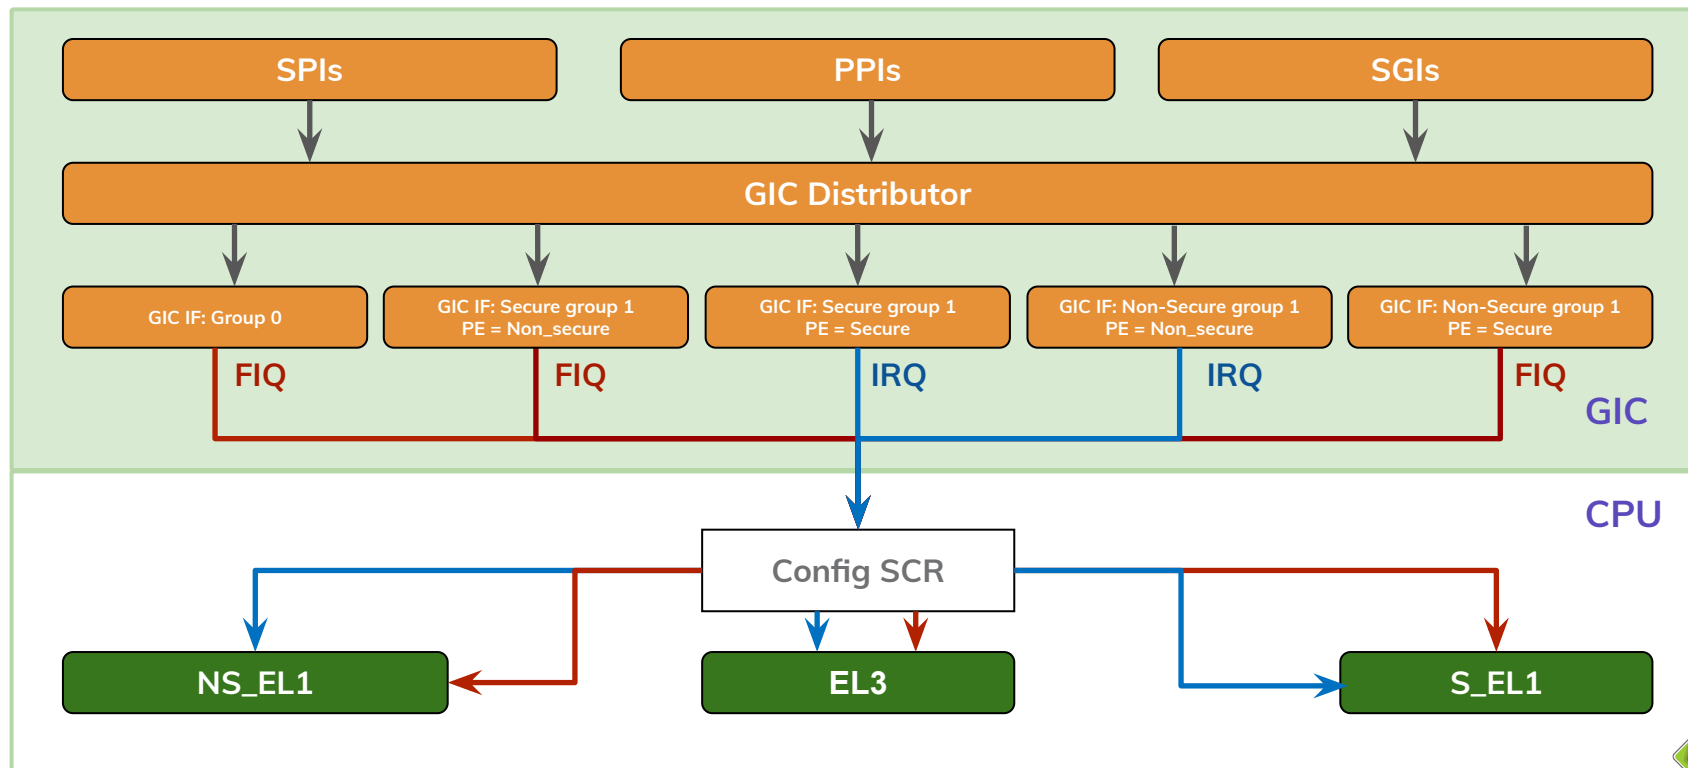 SPIs
PPIs
SGIs
GIC Distributor
GIC IF: Group 0
GIC IF: Secure group 1
PE = Non_secure
GIC IF: Secure group 1
PE = Secure
GIC IF: Non-Secure group 1
PE = Non_secure
GIC IF: Non-Secure group 1
PE = Secure
FIQ
FIQ
IRQ
IRQ
FIQ
GIC
CPU
Config SCR
NS_EL1
EL3
S_EL1